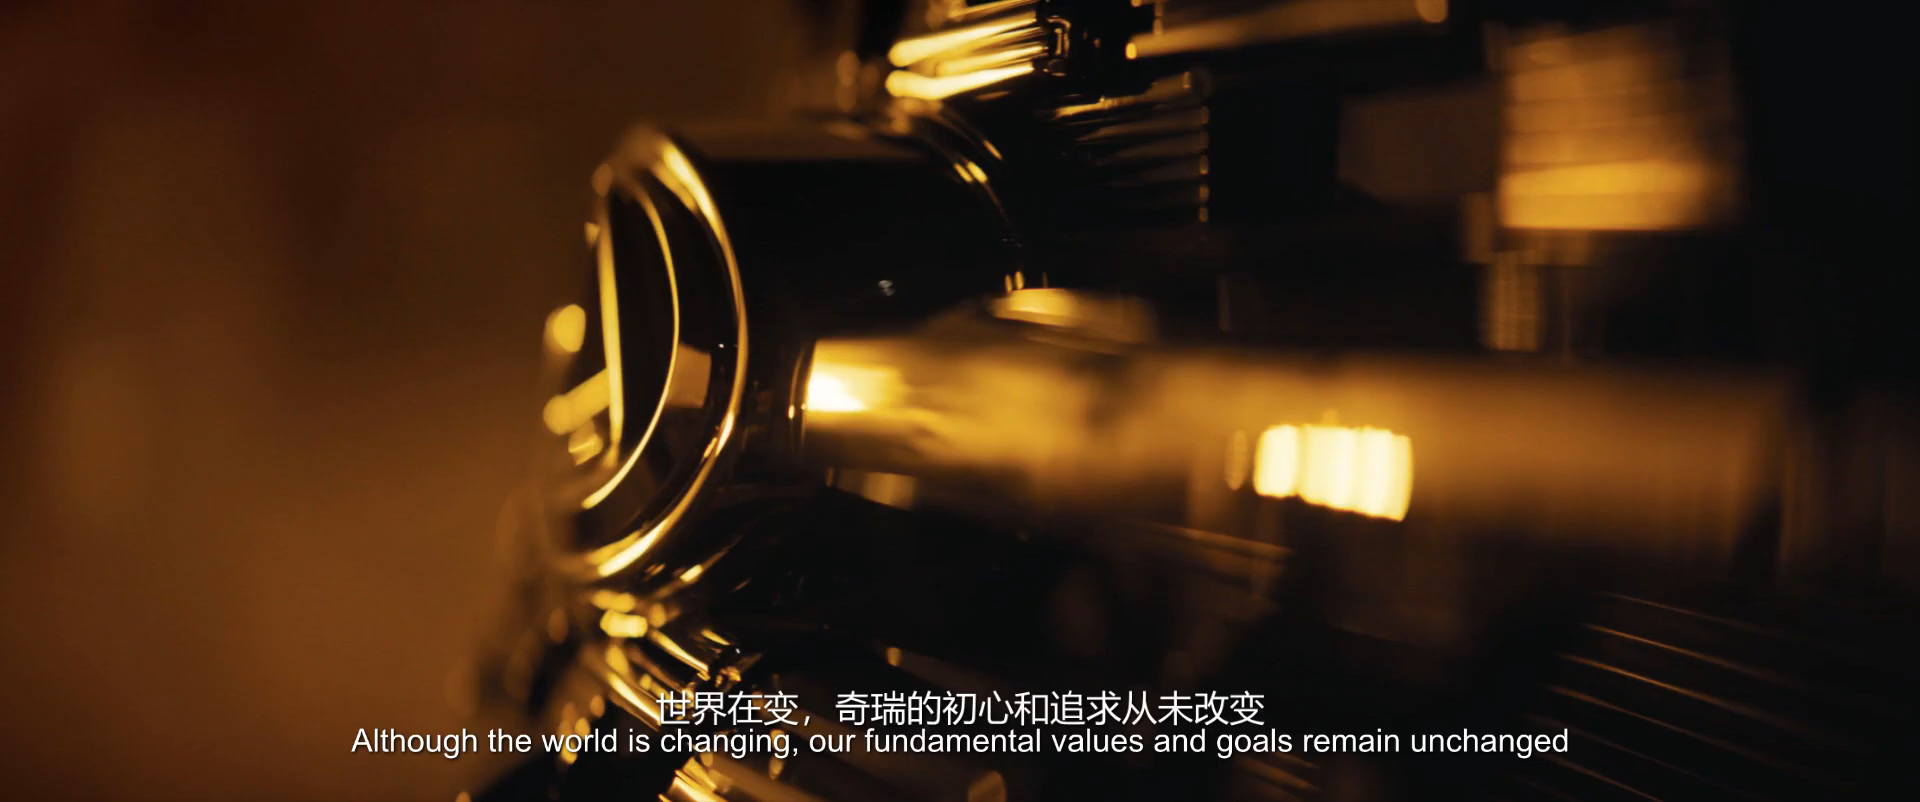 世界在变，奇瑞的初心和追求从未改变
Although the world is changing, our fundamental values and goals remain unchanged